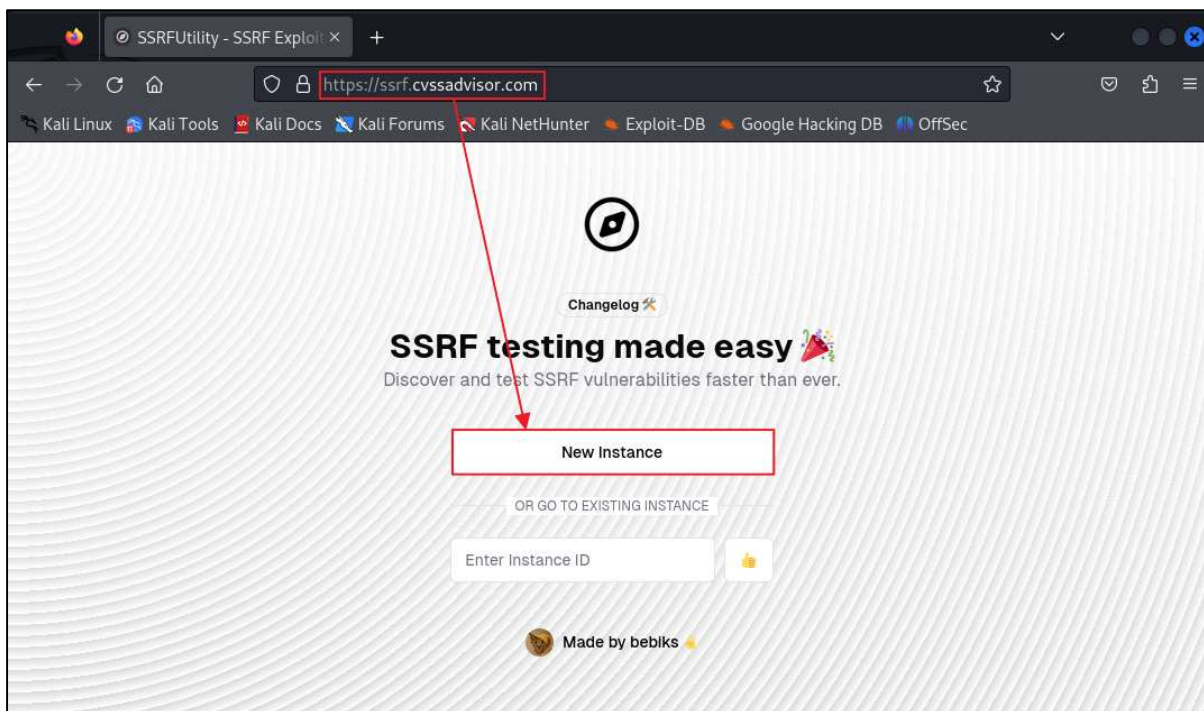 SSRFUtility - SSRF Exploit
https://ssrf.cvssadvisor.com
Kali Linux Kali Tools Kali Docs Kali Forums Kali NetHunter Exploit-DB Google Hacking DB OffSec
Changelog
SSRF testing made easy
Discover and test SSRF vulnerabilities faster than ever.
New Instance
OR GO TO EXISTING INSTANCE
Enter Instance ID
Made by bebiks